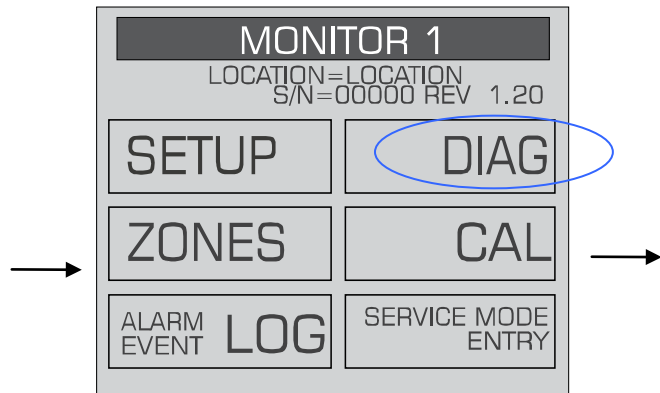 MONITOR 1
LOCATION=LOCATION
S/N=00000 REV 1.20
SETUP
DIAG
ZONES
CAL
ALARM
EVENT LOG
SERVICE MODE
ENTRY